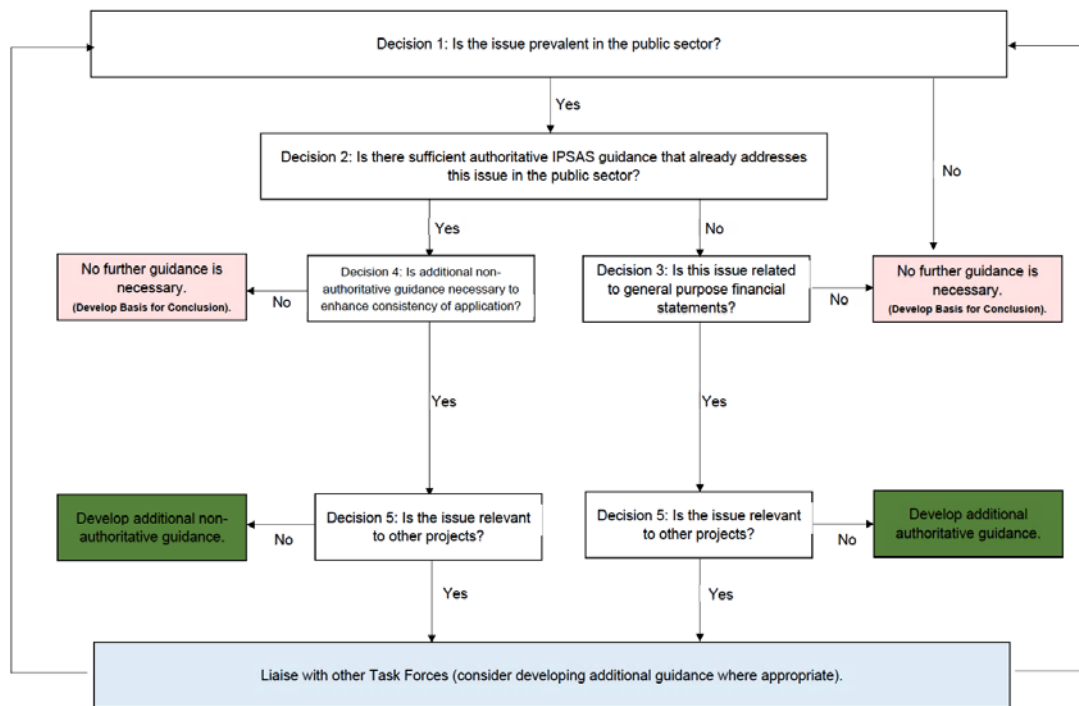 Decision 1: Is the issue prevalent in the public sector?
Yes
Decision 2: Is there sufficient authoritative IPSAS guidance that already addresses
this issue in the public sector?
No
Yes
No
No further guidance is
necessary.
(Develop Basis for Conclusion).
No
Decision 4: Is additional non-
authoritative guidance necessary to
enhance consistency of application?
Decision 3: Is this issue related
to general purpose financial
statements?
No
No further guidance is
necessary.
(Develop Basis for Conclusion).
Yes
Yes
Develop additional non-
authoritative guidance.
No
Decision 5: Is the issue relevant
to other projects?
Decision 5: Is the issue relevant
to other projects?
No
Develop additional
authoritative guidance.
Yes
Yes
Liaise with other Task Forces (consider developing additional guidance where appropriate).